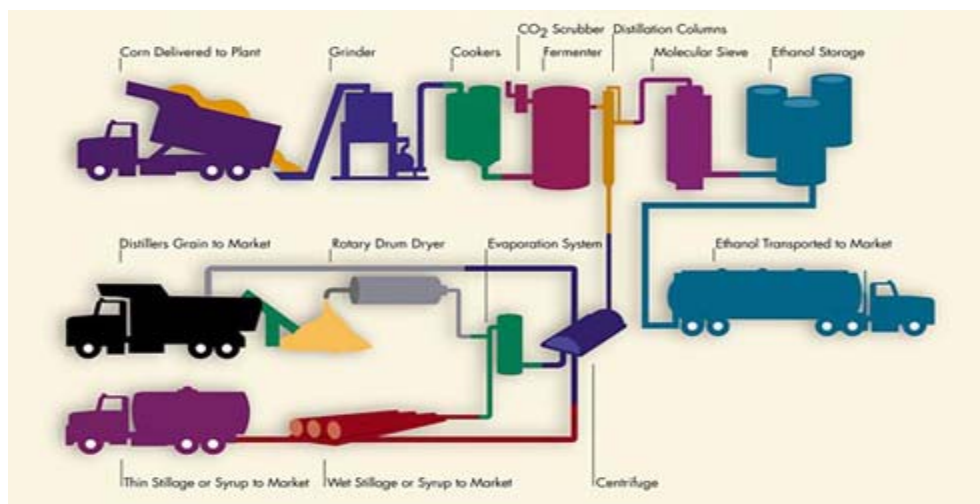 CO2 Scrubber
Distillation Columns
Corn Delivered to Plant
Grinder
Cookers
Fermenter
Molecular Sieve
Ethanol Storage
Distillers Grain to Market
Rotary Drum Dryer
Evaporation System
Ethanol Transported to Market
Thin Stillage or Syrup to Market
Wet Stillage or Syrup to Market
Centrifuge